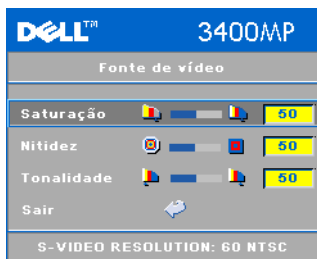 DELL™ 3400MP
Fonte de vídeo
Saturação 50
Nitidez 50
Tonalidade 50
Sair
S-VIDEO RESOLUTION: 60 NTSC